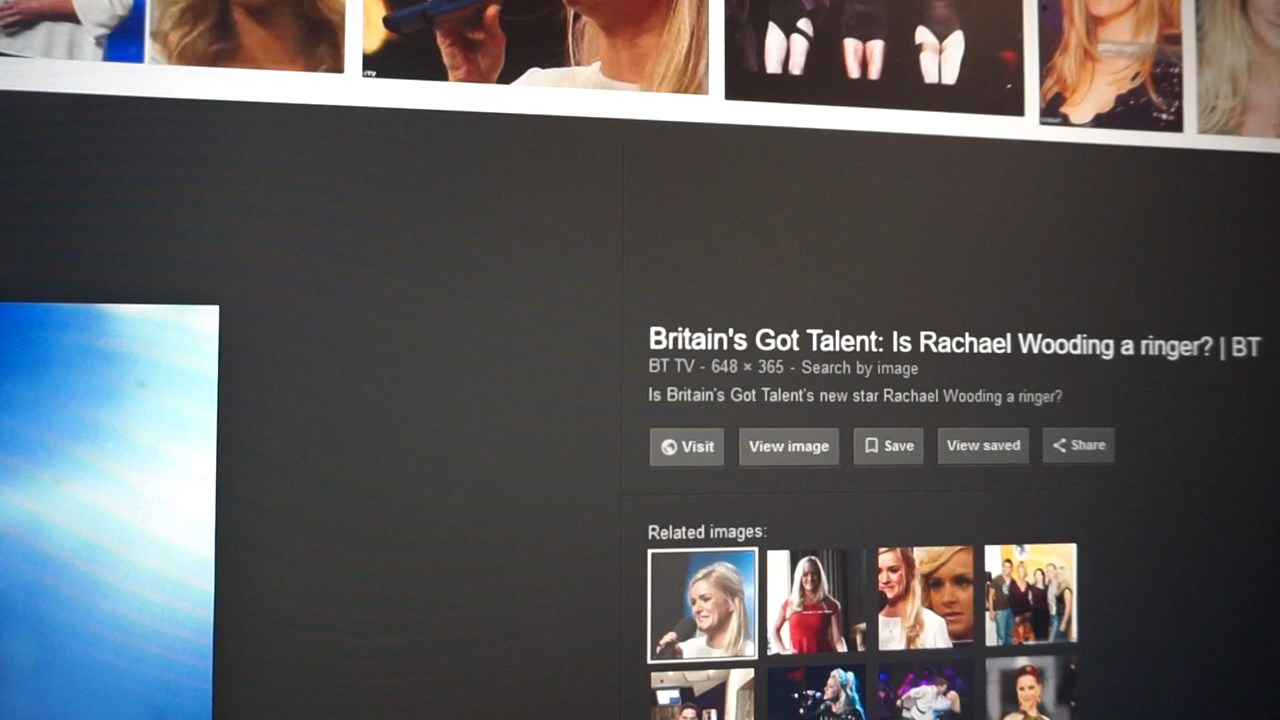 Britain's Got Talent: Is Rachael Wooding a ringer? | BT
BT TV - 648 × 365 - Search by image
Is Britain's Got Talent's new star Rachael Wooding a ringer?
Visit View image Save View saved Share
Related images: